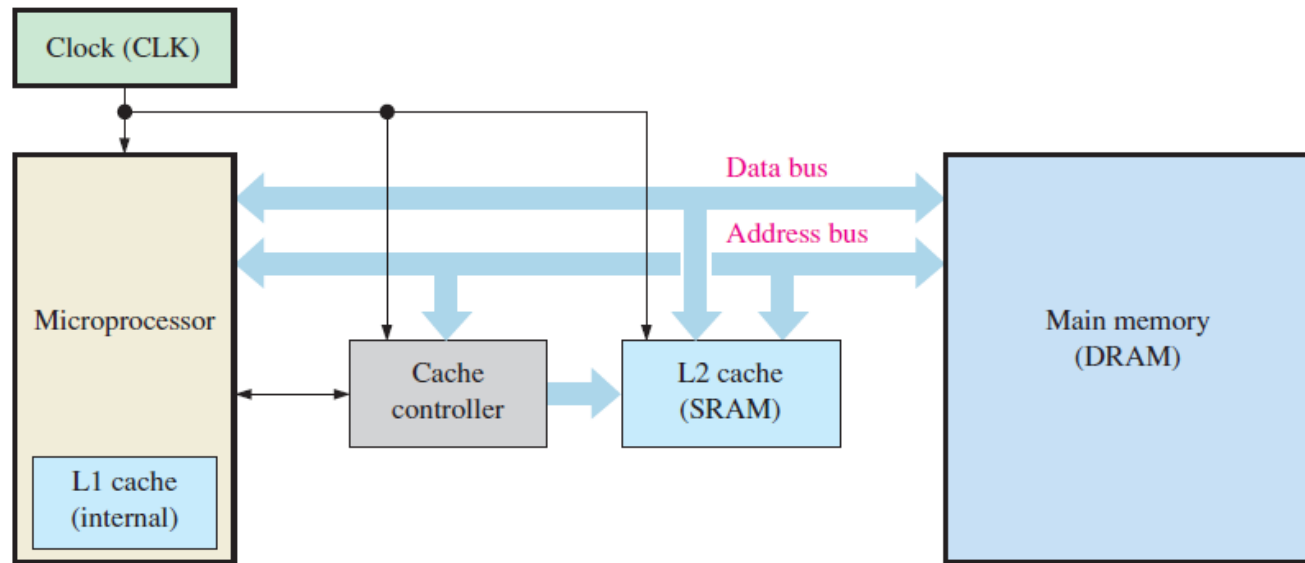 Clock (CLK)
Data bus
Address bus
Microprocessor
Main memory
(DRAM)
Cache
controller
L2 cache
(SRAM)
L1 cache
(internal)